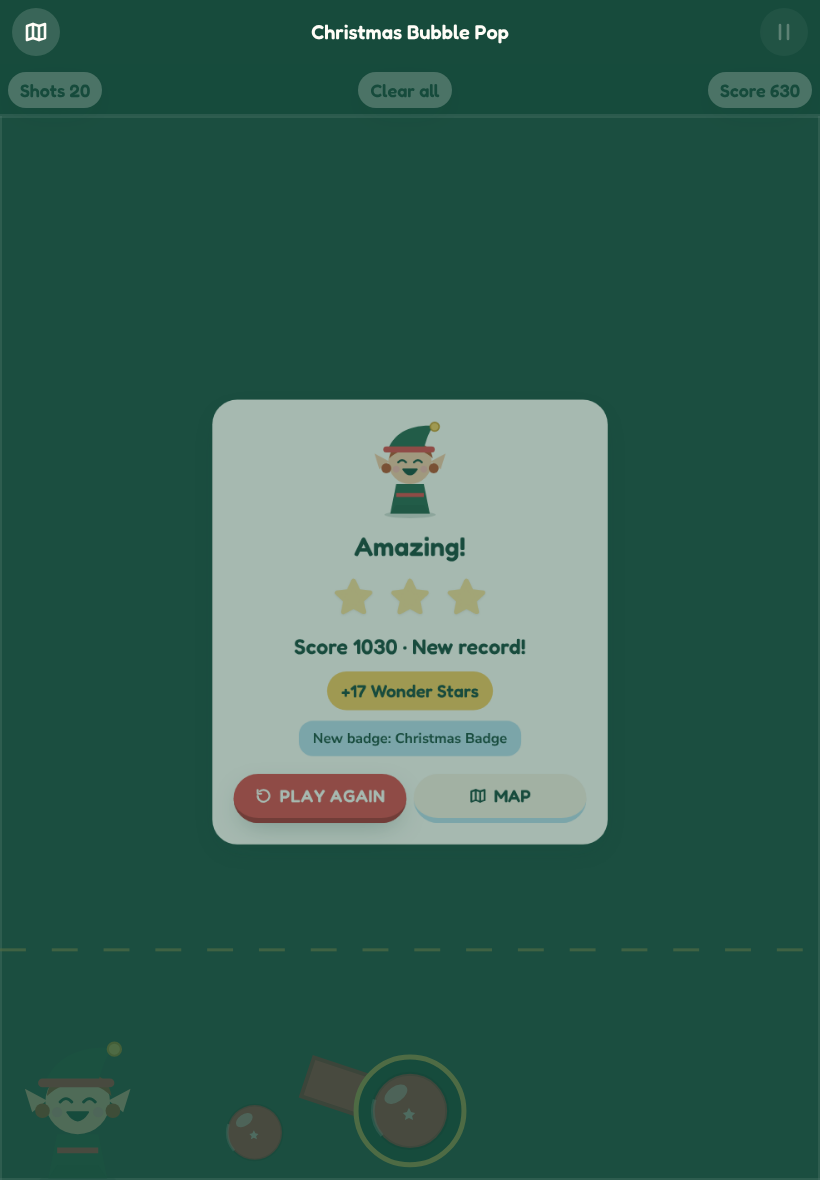 Christmas Bubble Pop
Shots 20
Clear all
Score 630
Amazing!
Score 1030 · New record!
+17 Wonder Stars
New badge: Christmas Badge
PLAY AGAIN
MAP